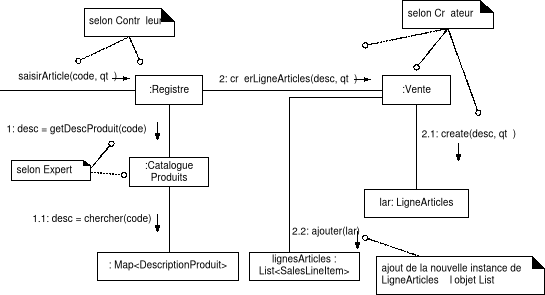 selon Contr leur
selon Cr ateur
saisirArticle(code, qt )
:Registre
2: cr erLigneArticles(desc, qt )
:Vente
1: desc = getDescProduit(code)
2.1: create(desc, qt )
selon Expert
:Catalogue
Produits
lar: LigneArticles
1.1: desc = chercher(code)
2.2: ajouter(lar)
: Map<DescriptionProduit>
lignesArticles :
List<SalesLineItem>
ajout de la nouvelle instance de
LigneArticles l objet List